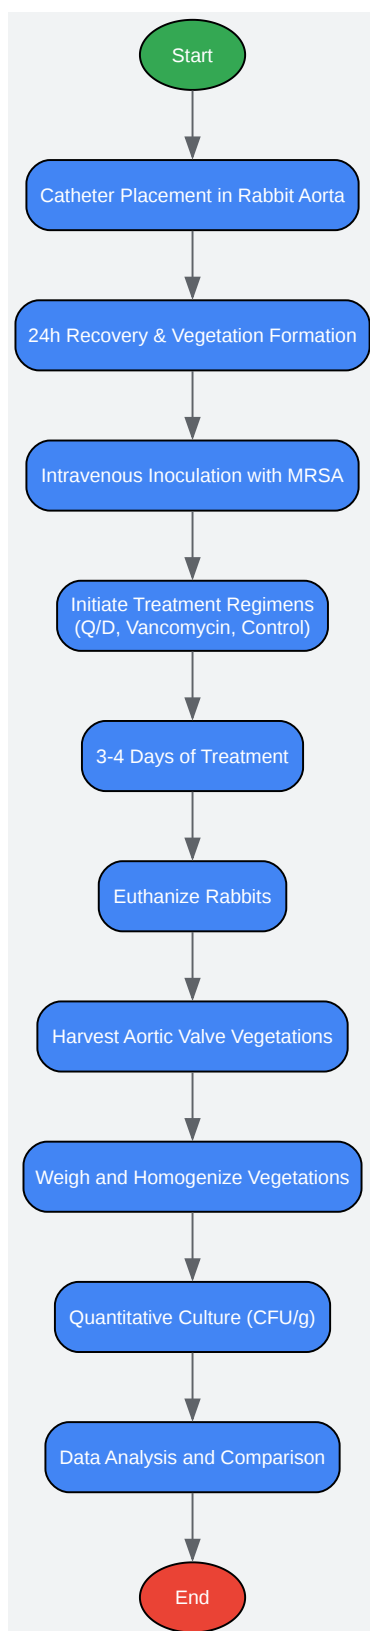 Start
Catheter Placement in Rabbit Aorta
24h Recovery & Vegetation Formation
Intravenous Inoculation with MRSA
Initiate Treatment Regimens
(Q/D, Vancomycin, Control)
3-4 Days of Treatment
Euthanize Rabbits
Harvest Aortic Valve Vegetations
Weigh and Homogenize Vegetations
Quantitative Culture (CFU/g)
Data Analysis and Comparison
End